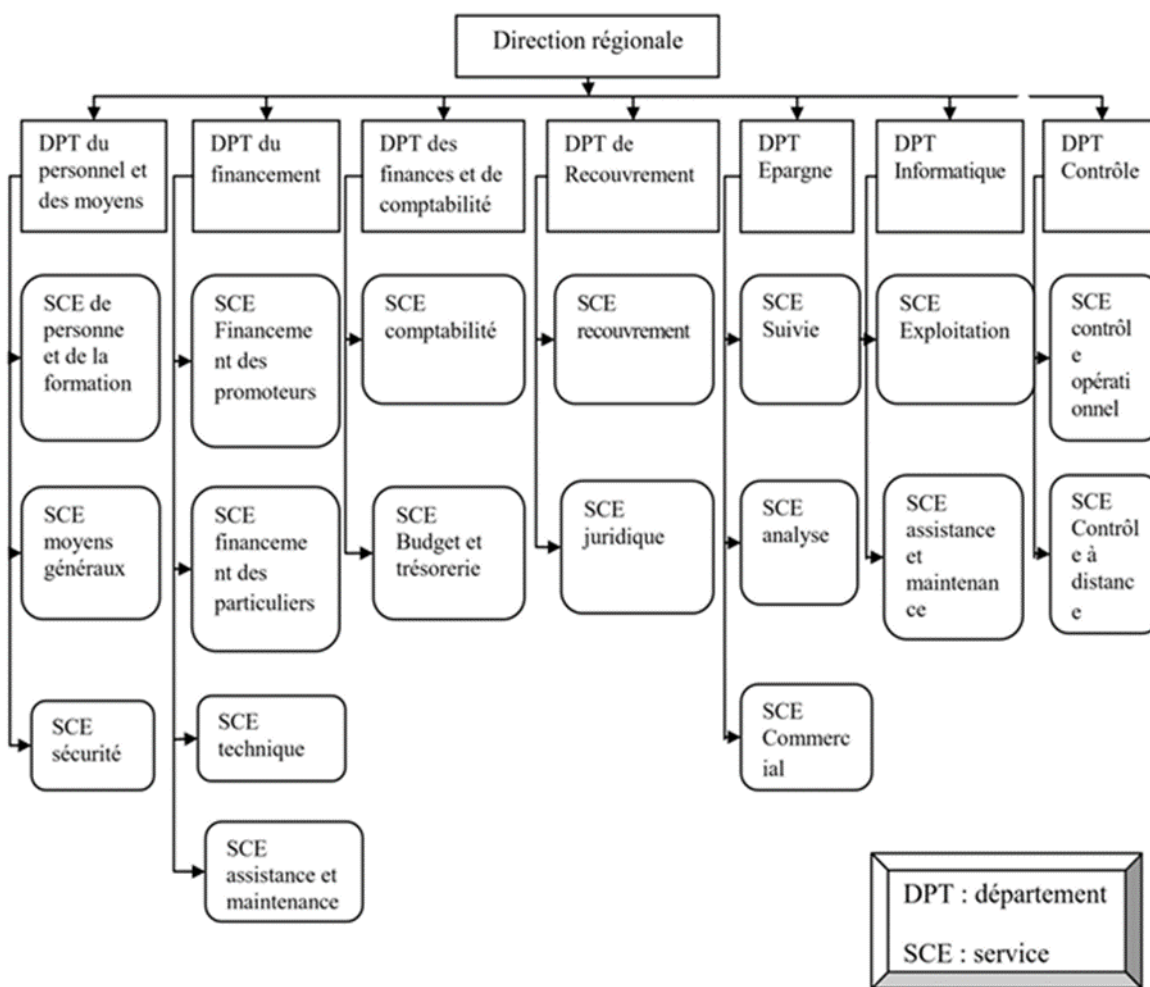 Direction régionale
DPT du
personnel et
des moyens
DPT du
financement
DPT des
finances et de
comptabilité
DPT de
Recouvrement
DPT
Epargne
DPT
Informatique
DPT
Contrôle
SCE de
personne
et de la
formation
SCE
Financeme
nt des
promoteurs
SCE
comptabilité
SCE
recouvrement
SCE
Suivie
SCE
Exploitation
SCE
contrôl
e
opérati
onnel
SCE
moyens
généraux
SCE
financeme
nt des
particuliers
SCE
Budget et
trésorerie
SCE
juridique
SCE
analyse
SCE
assistance
et
maintenan
ce
SCE
Contrôl
e à
distanc
e
SCE
sécurité
SCE
technique
SCE
Commerc
ial
SCE
assistance et
maintenance
DPT : département
SCE : service